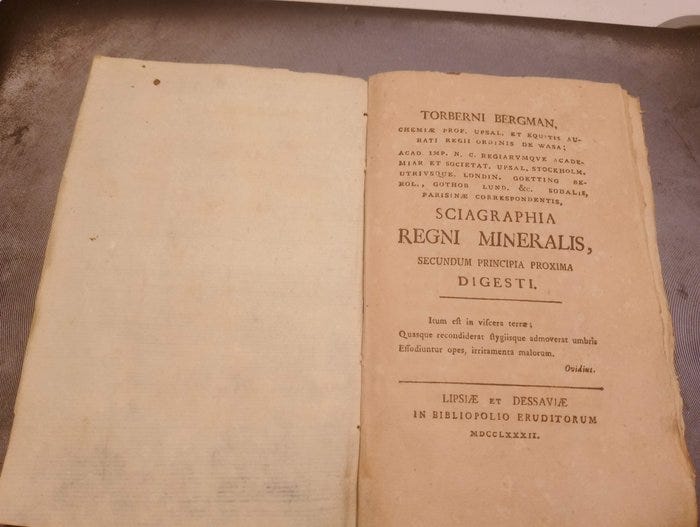 TORBERNI BERGMAN,
CHEMIÆ PROF. UPSAL. ET EQUITIS AU-
RATI REGII ORDINIS DE WASA;
ACAD. IMP. N. C. REGIARVMQVE ACADE-
MIAR ET SOCIETAT. UPSAL. STOCKHOLM.
UTRIVSQUE. LONDIN. GOETTING BE-
ROL., GOTHOB LUND. &c. SODALIS,
PARISINÆ CORRESPONDENTIS,
SCIAGRAPHIA
REGNI MINERALIS,
SECUNDUM PRINCIPIA PROXIMA
DIGESTI.
Itum eſt in viſcera terræ;
Quasque recondiderat ſtygiisque admoverat umbris
Effodiuntur opes, irritamenta malorum.
Ovidius.
LIPSIÆ ET DESSAVIÆ
IN BIBLIOPOLIO ERUDITORUM
MDCCLXXXII.